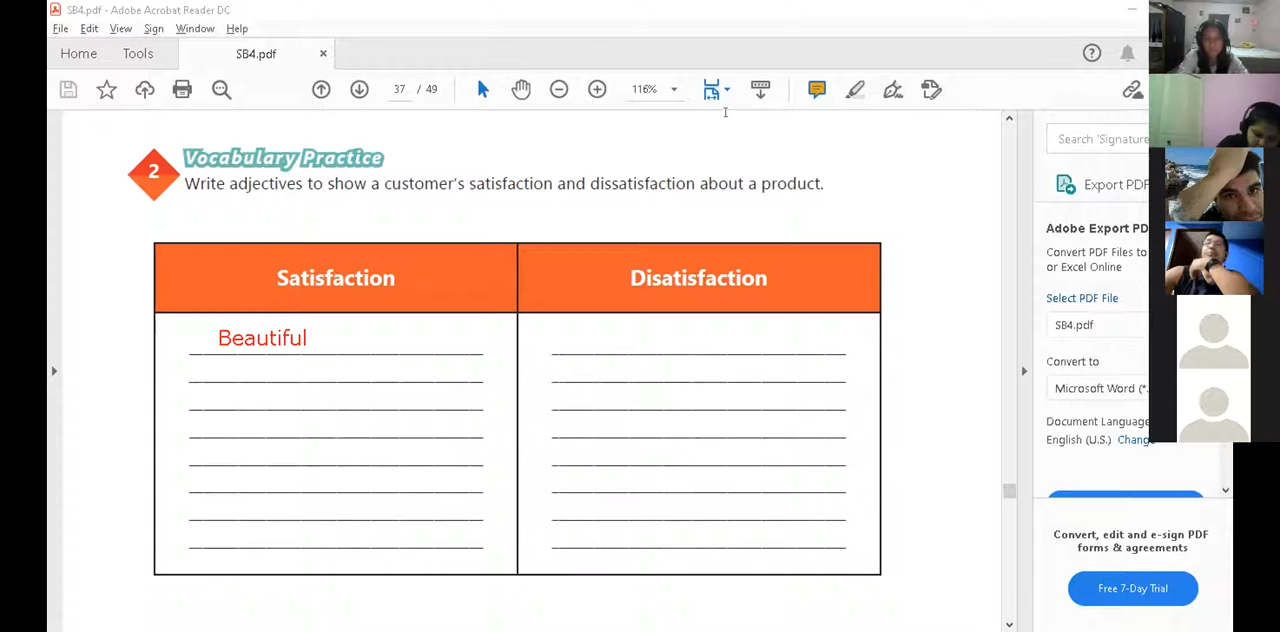 SB4.pdf - Adobe Acrobat Reader DC
File Edit View Sign Window Help
Home Tools SB4.pdf ×
37 / 49 116%
2 Vocabulary Practice
Write adjectives to show a customer's satisfaction and dissatisfaction about a product.
Satisfaction Disatisfaction
Beautiful
Search 'Signature
Export PDF
Adobe Export PD
Convert PDF Files to
or Excel Online
Select PDF File
SB4.pdf
Convert to
Microsoft Word (*.
Document Language
English (U.S.) Change
Convert, edit and e-sign PDF
forms & agreements
Free 7-Day Trial